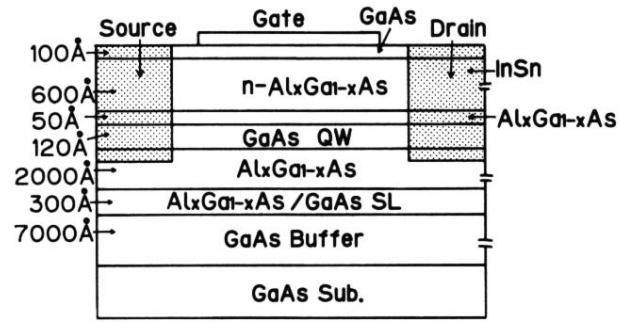 Source Gate GaAs Drain
100Å
InSn
600Å n-AlxGa1-xAs
50Å AlxGa1-xAs
120Å GaAs QW
2000Å AlxGa1-xAs
300Å AlxGa1-xAs/GaAs SL
7000Å GaAs Buffer
GaAs Sub.